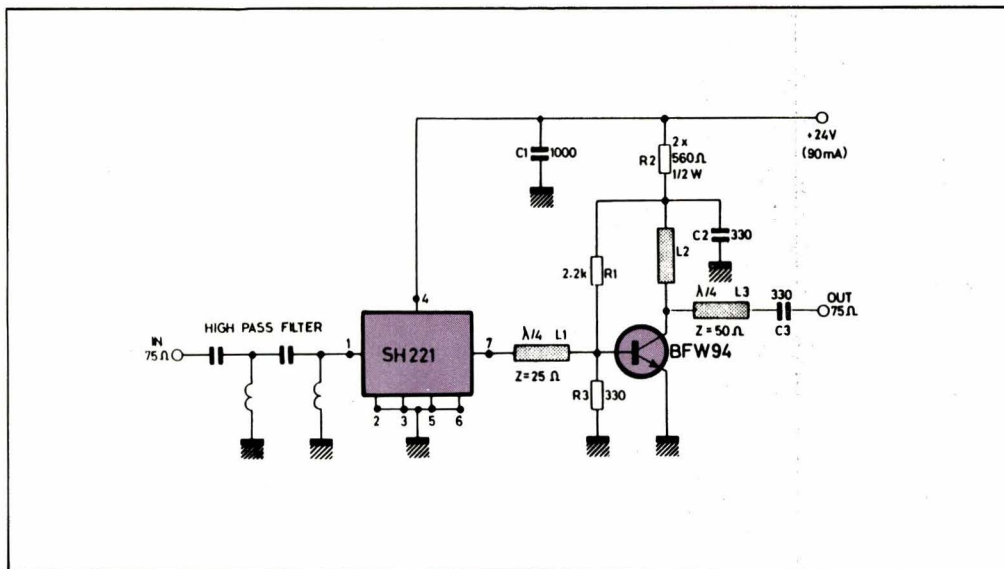 +24V
(90mA)
C1
1000
R2
2x
560Ω
1/2 W
C2
330
L2
2.2k
R1
4
HIGH PASS FILTER
IN
75Ω
1
SH221
7
λ/4 L1
Z=25 Ω
BFW94
λ/4 L3
Z=50Ω
330
C3
OUT
75Ω
R3
330
2 3 5 6